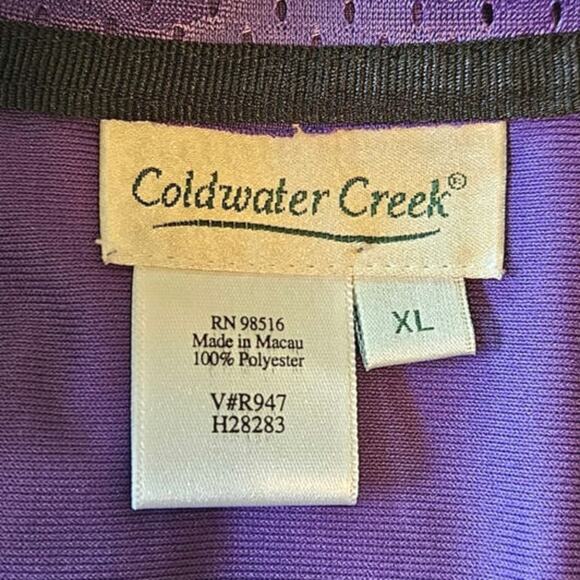 Coldwater Creek®
XL
RN 98516
Made in Macau
100% Polyester
V#R947
H28283